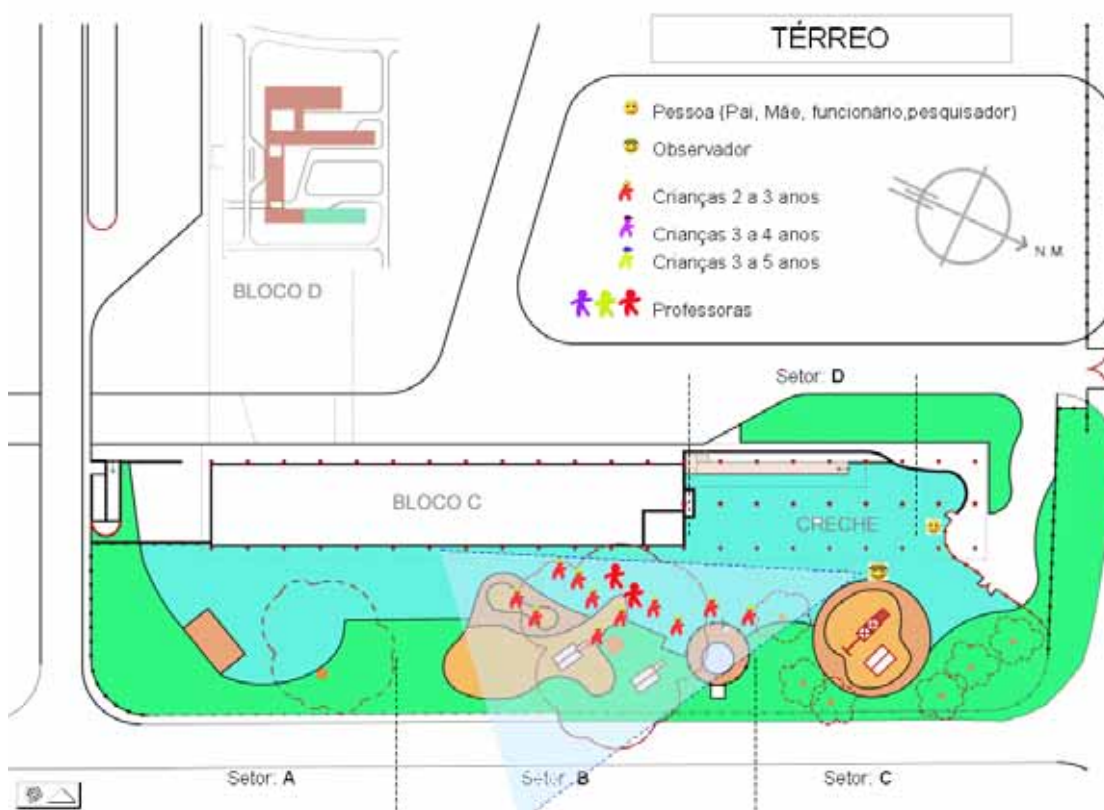 TÉRREO
Pessoa (Pai, Mãe, funcionário,pesquisador)
Observador
Crianças 2 a 3 anos
Crianças 3 a 4 anos
Crianças 3 a 5 anos
Professoras
N.M.
BLOCO D
Setor: D
BLOCO C
CRECHE
Setor: A
Setor: B
Setor: C